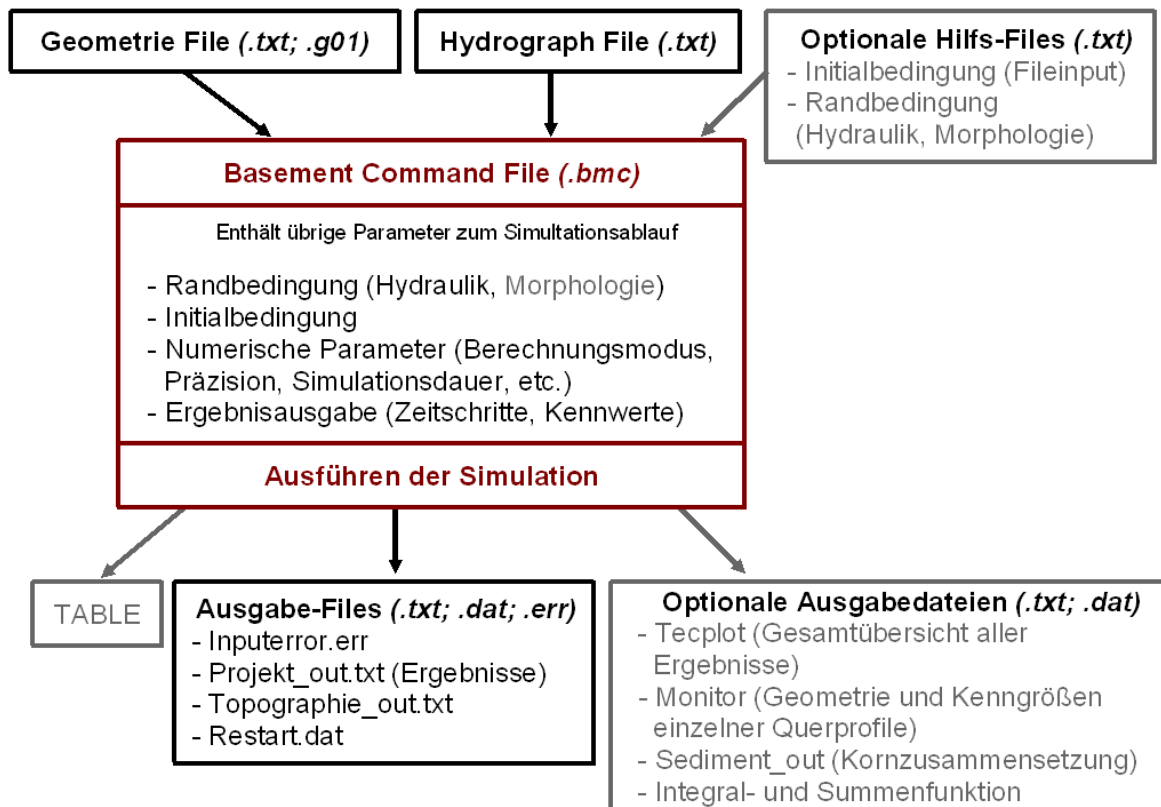 Geometrie File (.txt; .g01)
Hydrograph File (.txt)
Optionale Hilfs-Files (.txt)
- Initialbedingung (Fileinput)
- Randbedingung
(Hydraulik, Morphologie)
Basement Command File (.bmc)
Enthält übrige Parameter zum Simultationsablauf
- Randbedingung (Hydraulik, Morphologie)
- Initialbedingung
- Numerische Parameter (Berechnungsmodus,
Präzision, Simulationsdauer, etc.)
- Ergebnisausgabe (Zeitschritte, Kennwerte)
Ausführen der Simulation
TABLE
Ausgabe-Files (.txt; .dat; .err)
- Inputerror.err
- Projekt_out.txt (Ergebnisse)
- Topographie_out.txt
- Restart.dat
Optionale Ausgabedateien (.txt; .dat)
- Tecplot (Gesamtübersicht aller
Ergebnisse)
- Monitor (Geometrie und Kenngrößen
einzelner Querprofile)
- Sediment_out (Kornzusammensetzung)
- Integral- und Summenfunktion